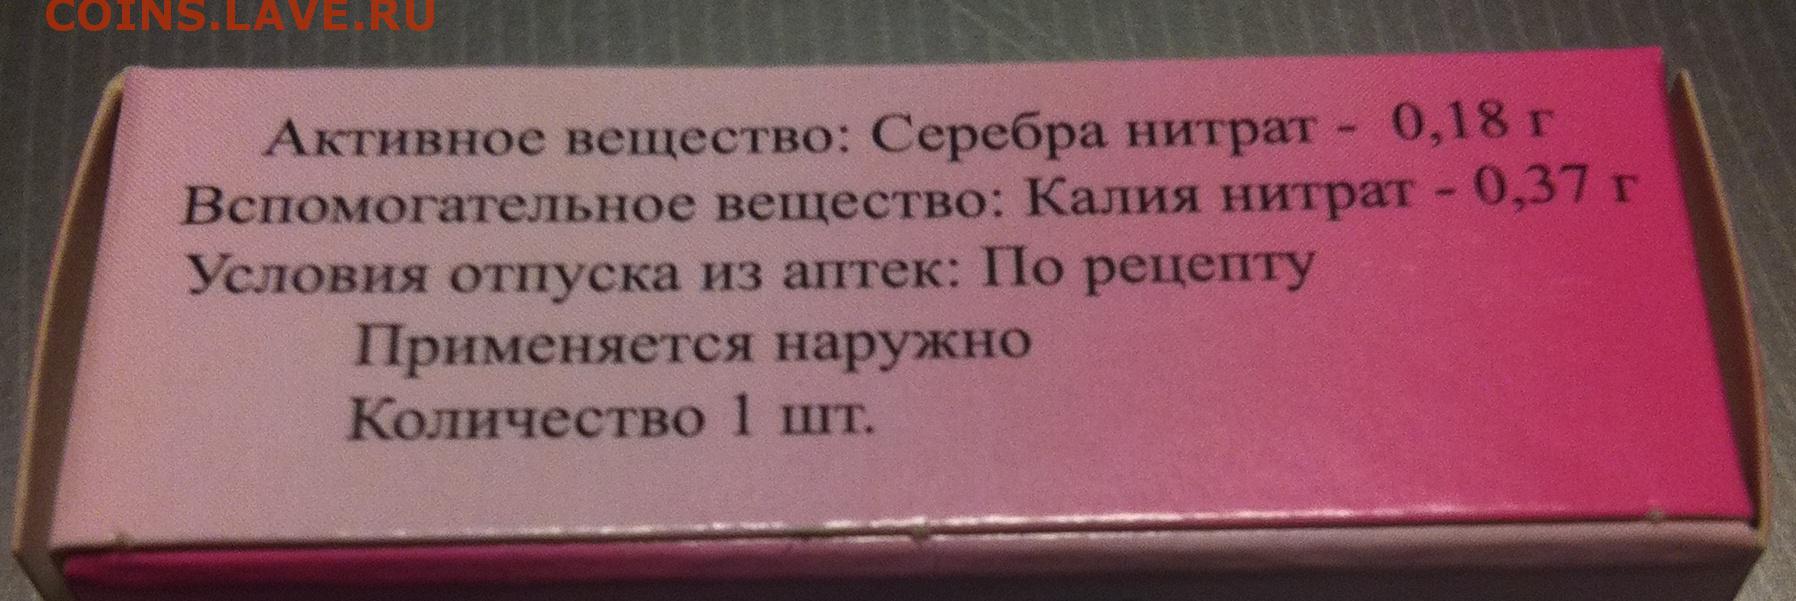 COINS.LAVE.RU
Активное вещество: Серебра нитрат - 0,18 г
Вспомогательное вещество: Калия нитрат - 0,37 г
Условия отпуска из аптек: По рецепту
Применяется наружно
Количество 1 шт.